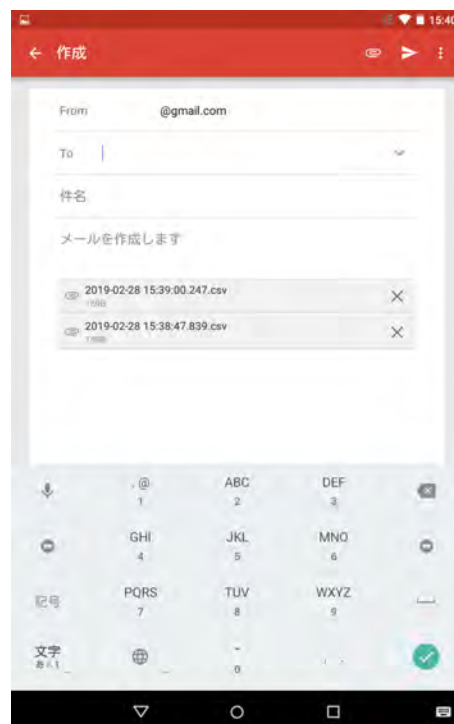 15:40
作成
From @gmail.com
To
件名
メールを作成します
2019-02-28 15:39:00.247.csv
2019-02-28 15:38:47.839.csv
.@ ABC DEF
1 2 3
GHI JKL MNO
4 5 6
記号 PQRS TUV WXYZ
7 8 9
文字 -
あA1 0